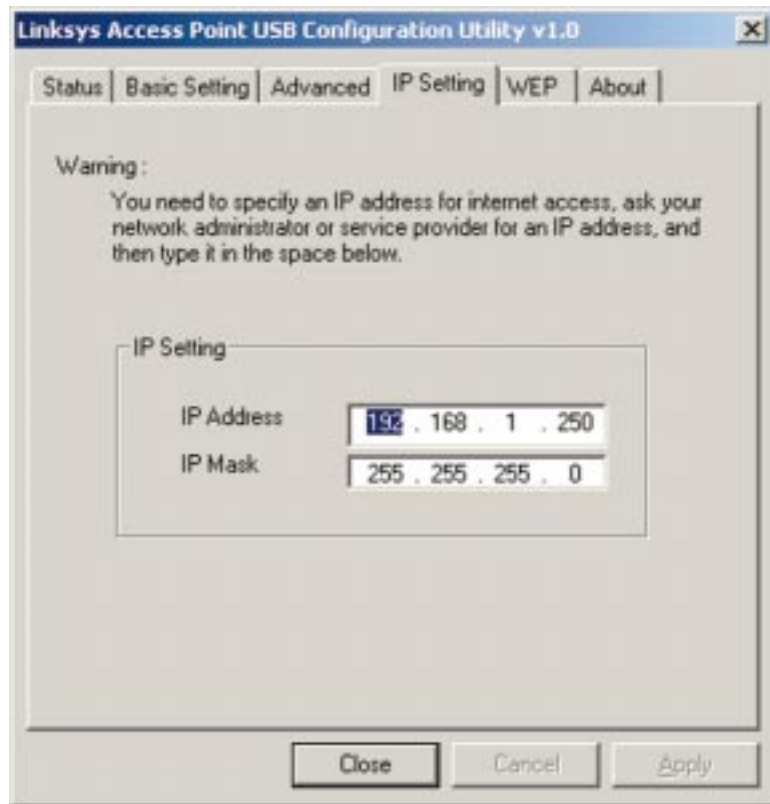 Linksys Access Point USB Configuration Utility v1.0
Status Basic Setting Advanced IP Setting WEP About
Warning :
You need to specify an IP address for internet access, ask your
network administrator or service provider for an IP address, and
then type it in the space below.
IP Setting
IP Address 192 . 168 . 1 . 250
IP Mask 255 . 255 . 255 . 0
Close Cancel Apply